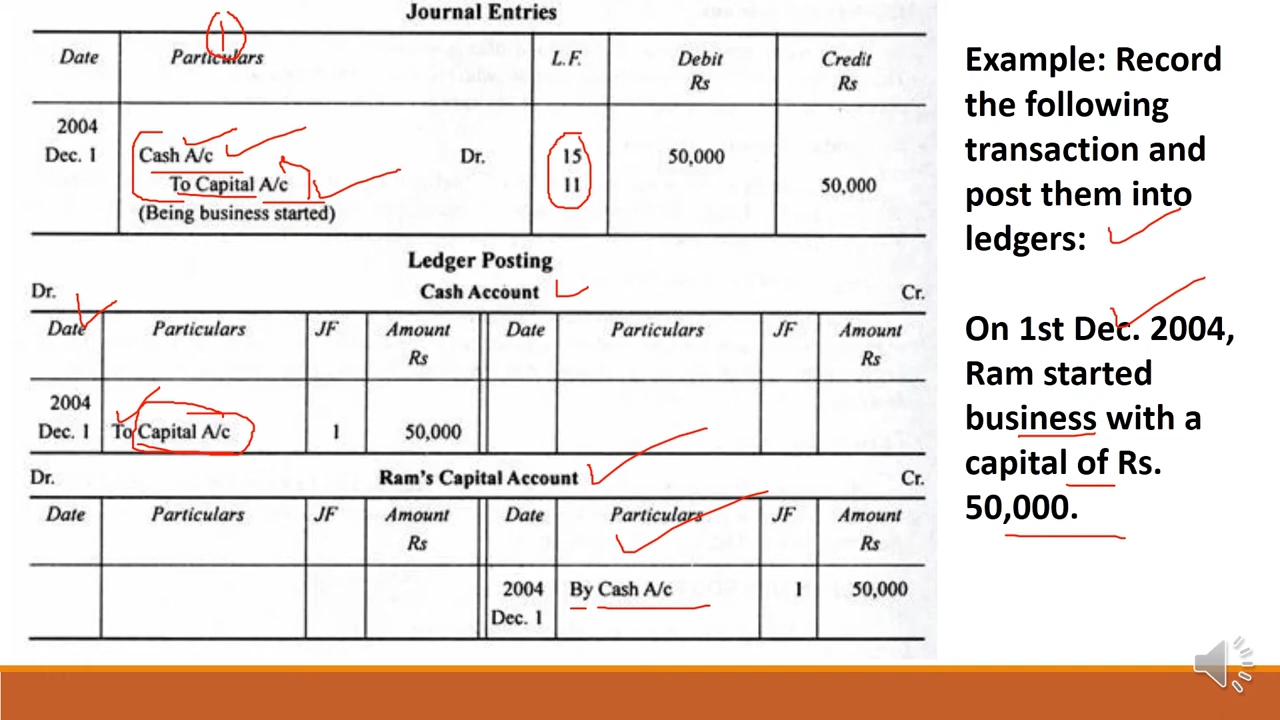 Journal Entries
1
Date Particulars L.F. Debit Rs Credit Rs
2004
Dec. 1 Cash A/c Dr. 15 50,000
To Capital A/c 11 50,000
(Being business started)
Ledger Posting
Dr. Cash Account Cr.
Date Particulars JF Amount Rs Date Particulars JF Amount Rs
2004
Dec. 1 To Capital A/c 1 50,000
Dr. Ram's Capital Account Cr.
Date Particulars JF Amount Rs Date Particulars JF Amount Rs
2004 By Cash A/c 1 50,000
Dec. 1
Example: Record
the following
transaction and
post them into
ledgers:
On 1st Dec. 2004,
Ram started
business with a
capital of Rs.
50,000.